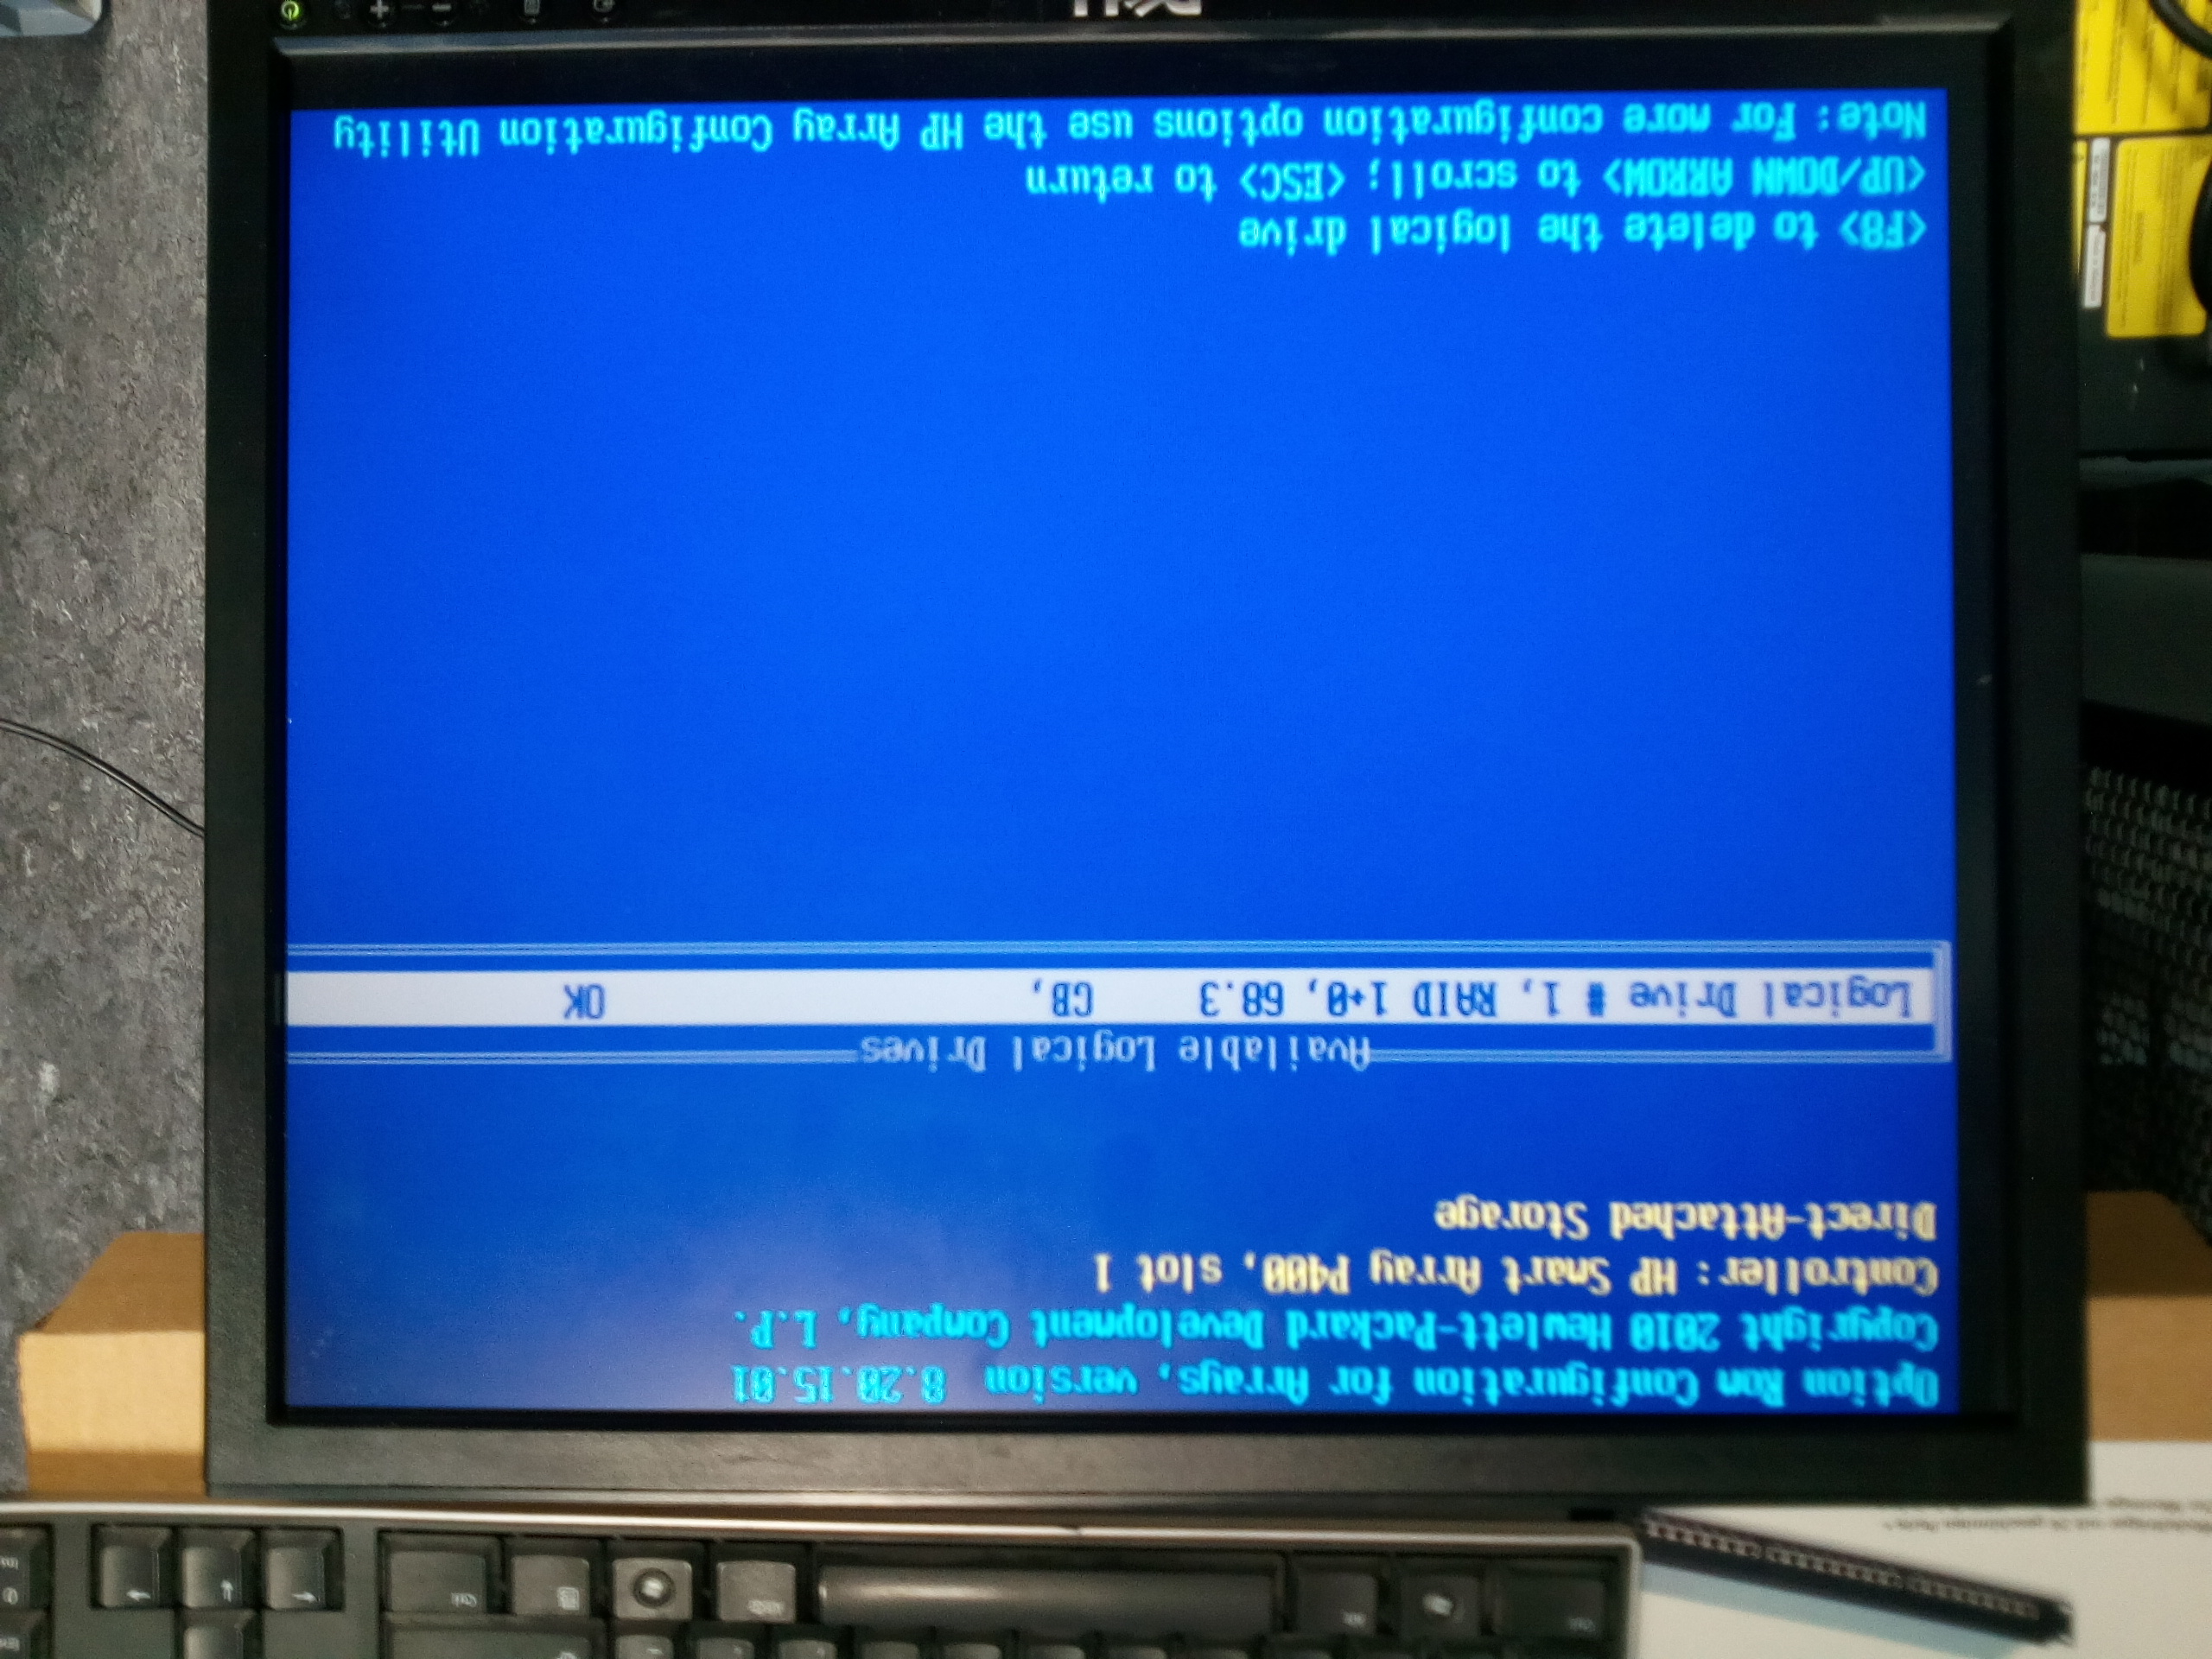 Option Rom Configuration for Arrays, version  8.20.15.01
Copyright 2010 Hewlett-Packard Development Company, L.P.
Controller: HP Smart Array P400, slot 1
Direct-Attached Storage
Available Logical Drives
Logical Drive # 1, RAID 1+0, 68.3    GB,    OK
<F8> to delete the logical drive
<UP/DOWN ARROW> to scroll; <ESC> to return
Note: For more configuration options use the HP Array Configuration Utility